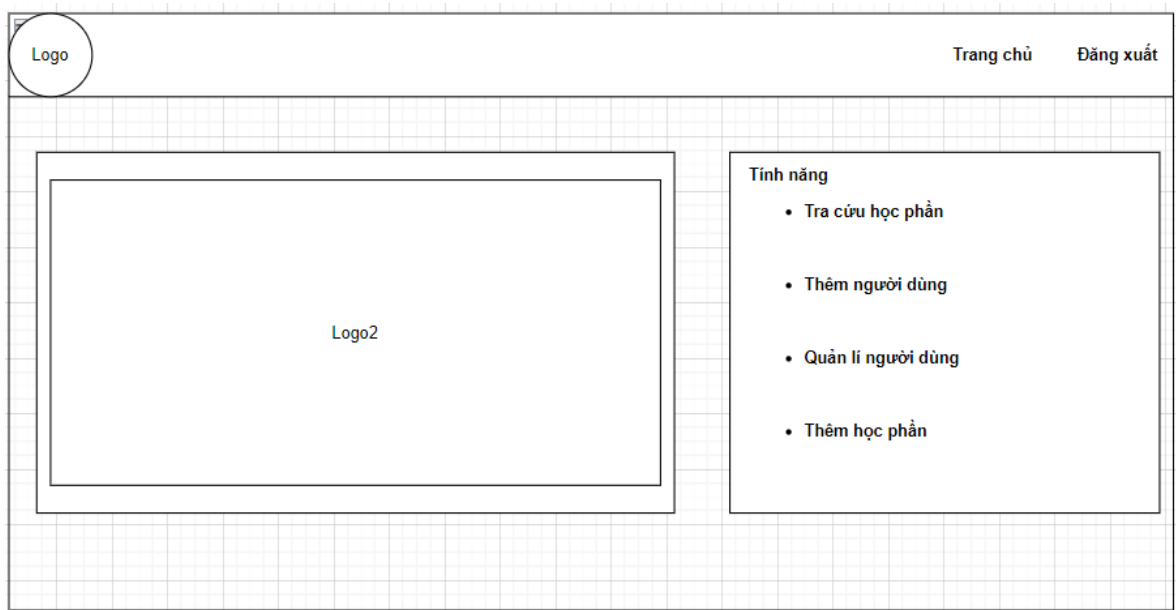 Logo
Trang chủ
Đăng xuất
Logo2
Tính năng
Tra cứu học phần
Thêm người dùng
Quản lí người dùng
Thêm học phần